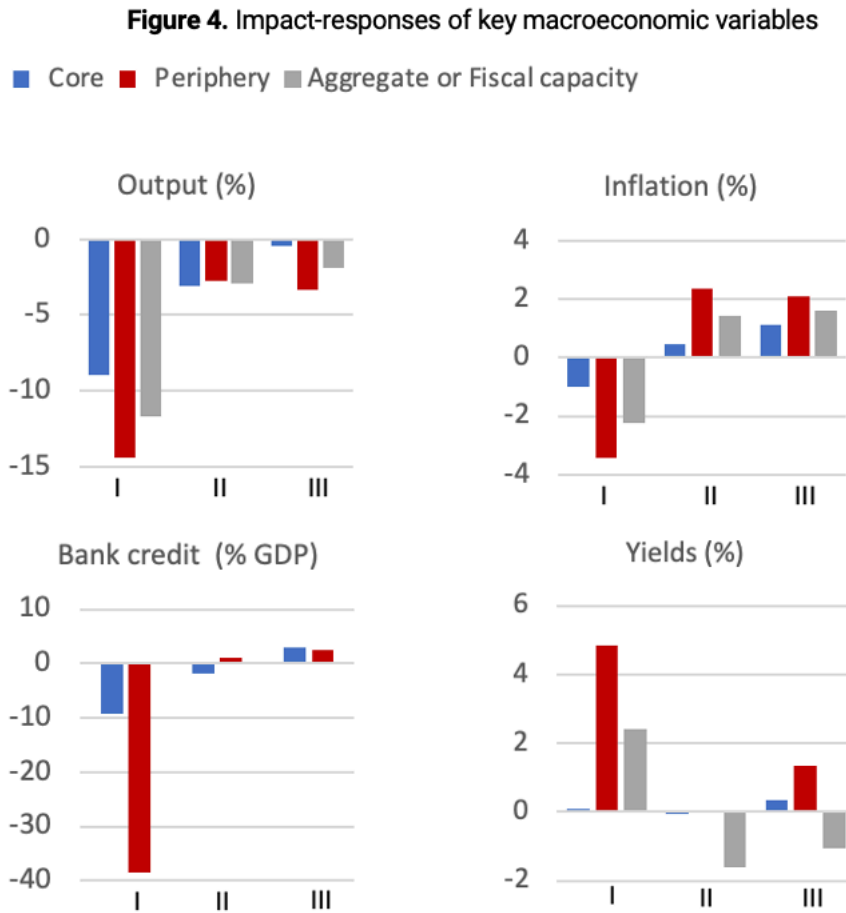 Figure 4. Impact-responses of key macroeconomic variables
Core Periphery Aggregate or Fiscal capacity
Output (%)
0
-5
-10
-15
I II III
Inflation (%)
4
2
0
-2
-4
I II III
Bank credit (% GDP)
10
0
-10
-20
-30
-40
I II III
Yields (%)
6
4
2
0
-2
I II III